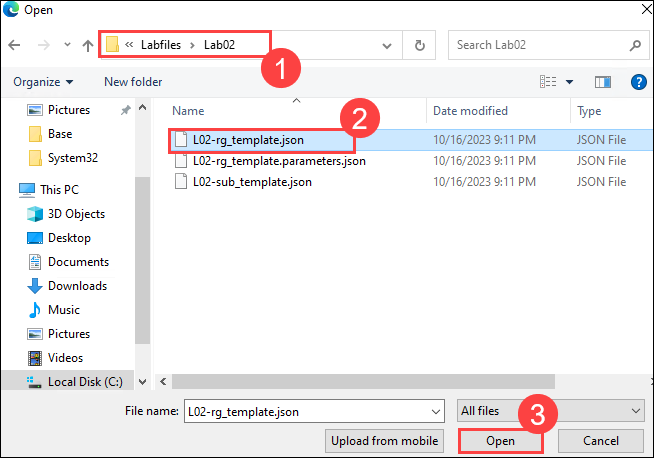 Open
« Labfiles > Lab02
Search Lab02
1
Organize
New folder
?
Name
Date modified
Type
2
Pictures
Base
System32
This PC
3D Objects
Desktop
Documents
Downloads
Music
Pictures
Videos
Local Disk (C:)
L02-rg_template.json 10/16/2023 9:11 PM JSON File
L02-rg_template.parameters.json 10/16/2023 9:11 PM JSON File
L02-sub_template.json 10/16/2023 9:11 PM JSON File
File name: L02-rg_template.json
All files
3
Upload from mobile
Open
Cancel